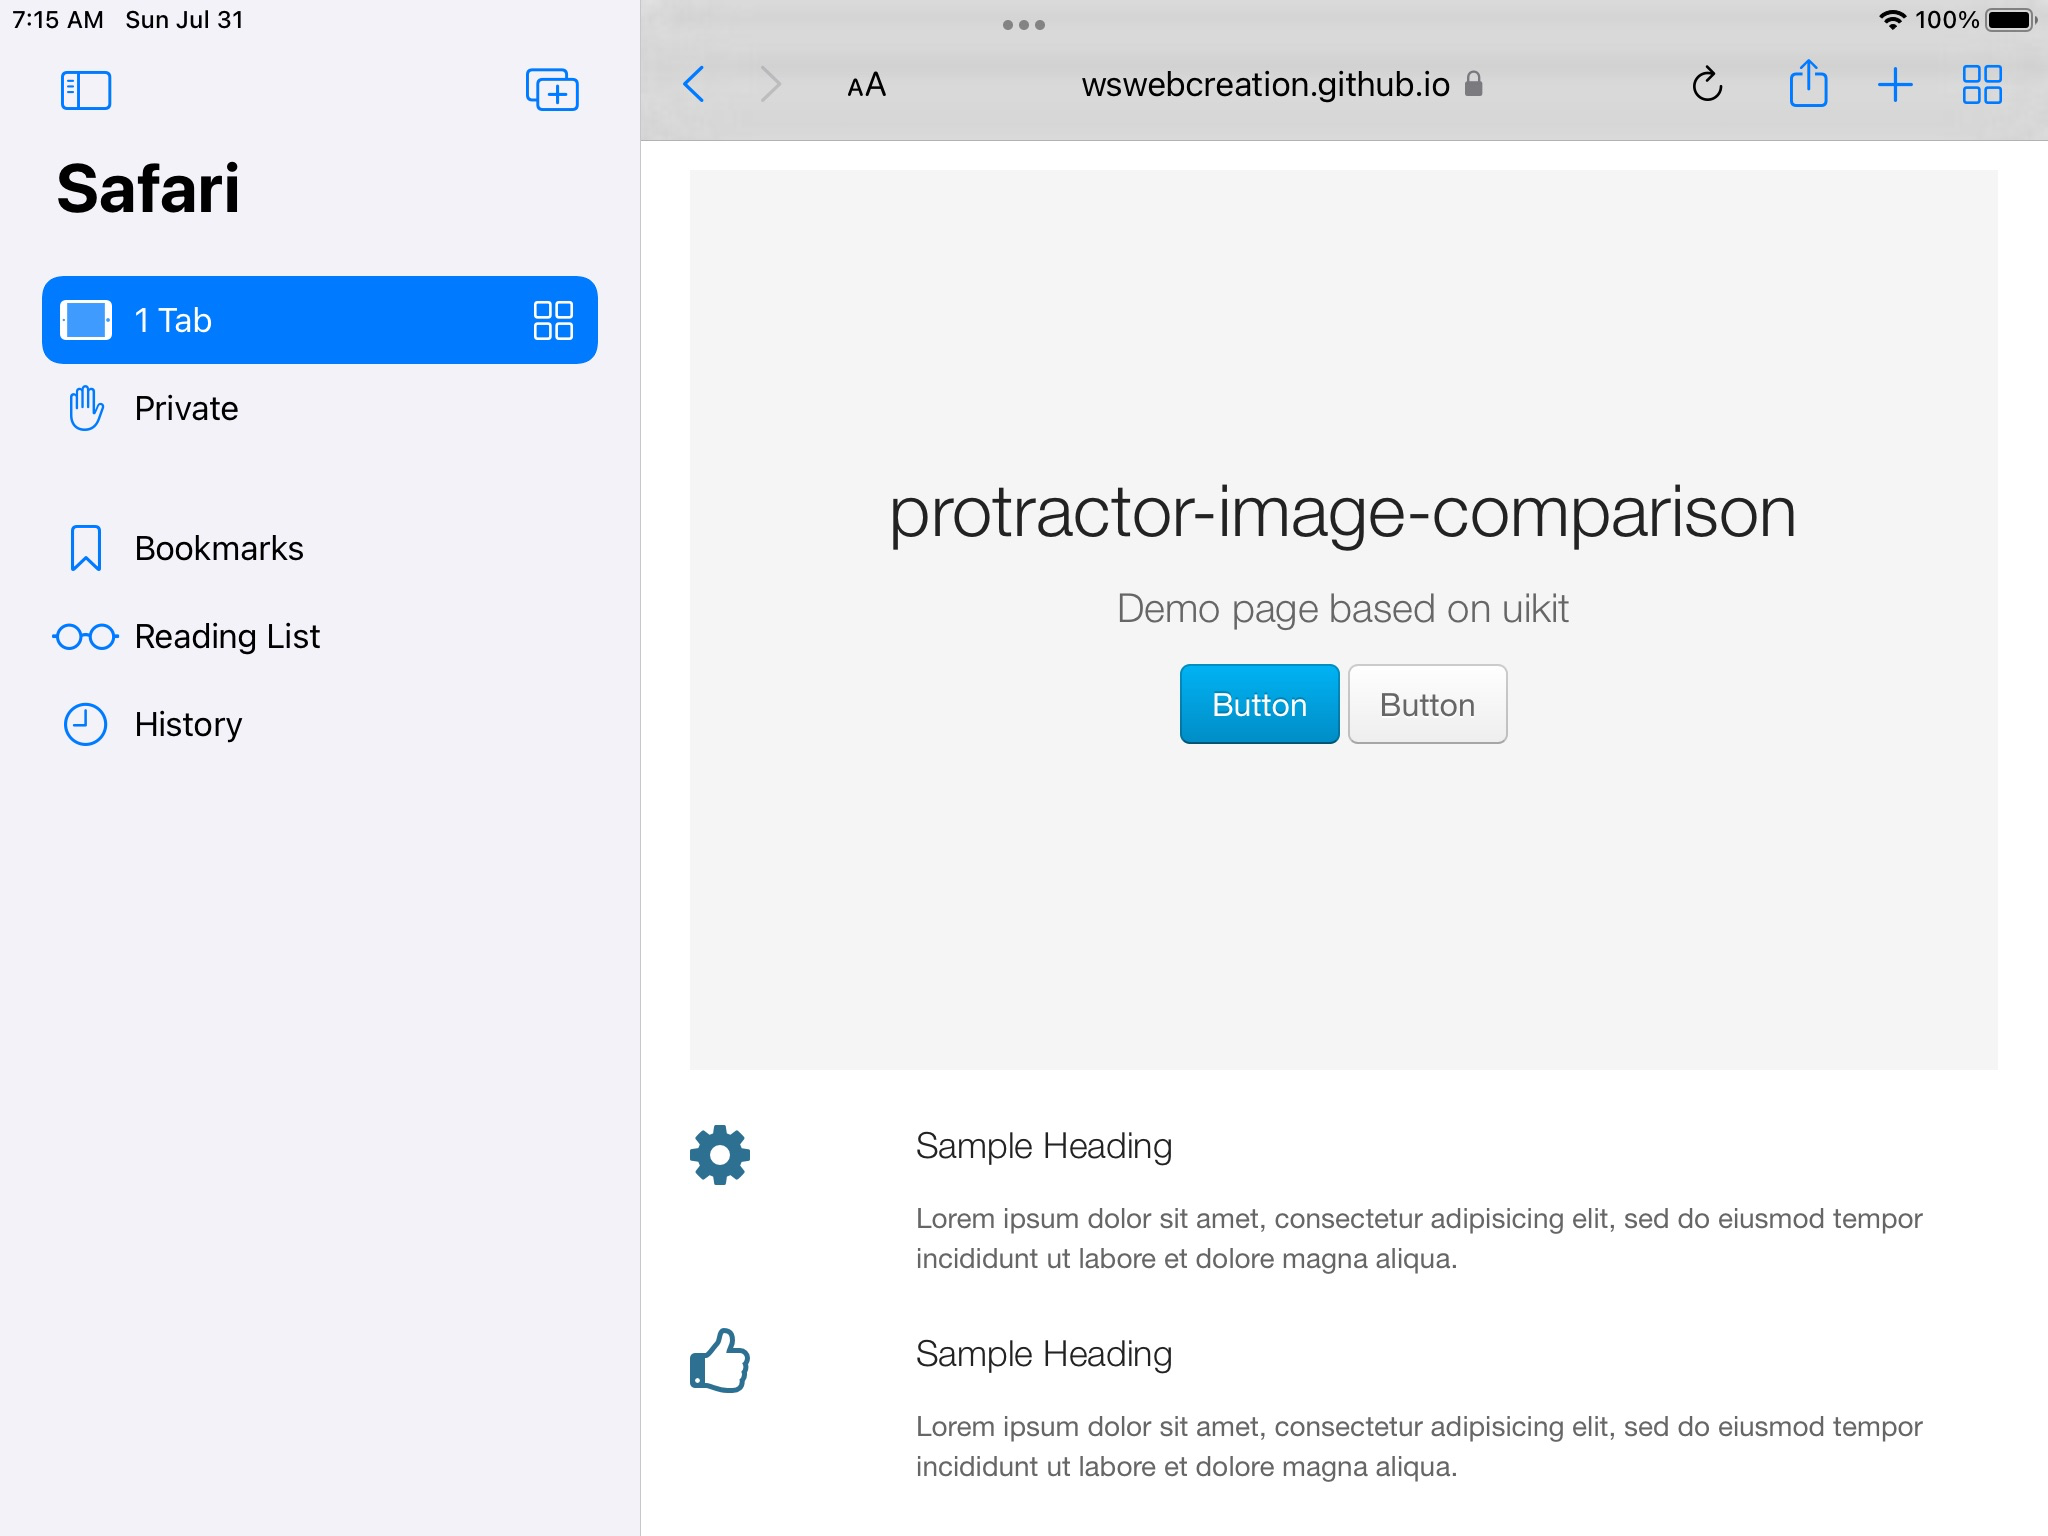 7:15 AM Sun Jul 31
100%
Safari
1 Tab
Private
Bookmarks
Reading List
History
AA
wswebcreation.github.io
protractor-image-comparison
Demo page based on uikit
Button Button
Sample Heading
Lorem ipsum dolor sit amet, consectetur adipisicing elit, sed do eiusmod tempor
incididunt ut labore et dolore magna aliqua.
Sample Heading
Lorem ipsum dolor sit amet, consectetur adipisicing elit, sed do eiusmod tempor
incididunt ut labore et dolore magna aliqua.